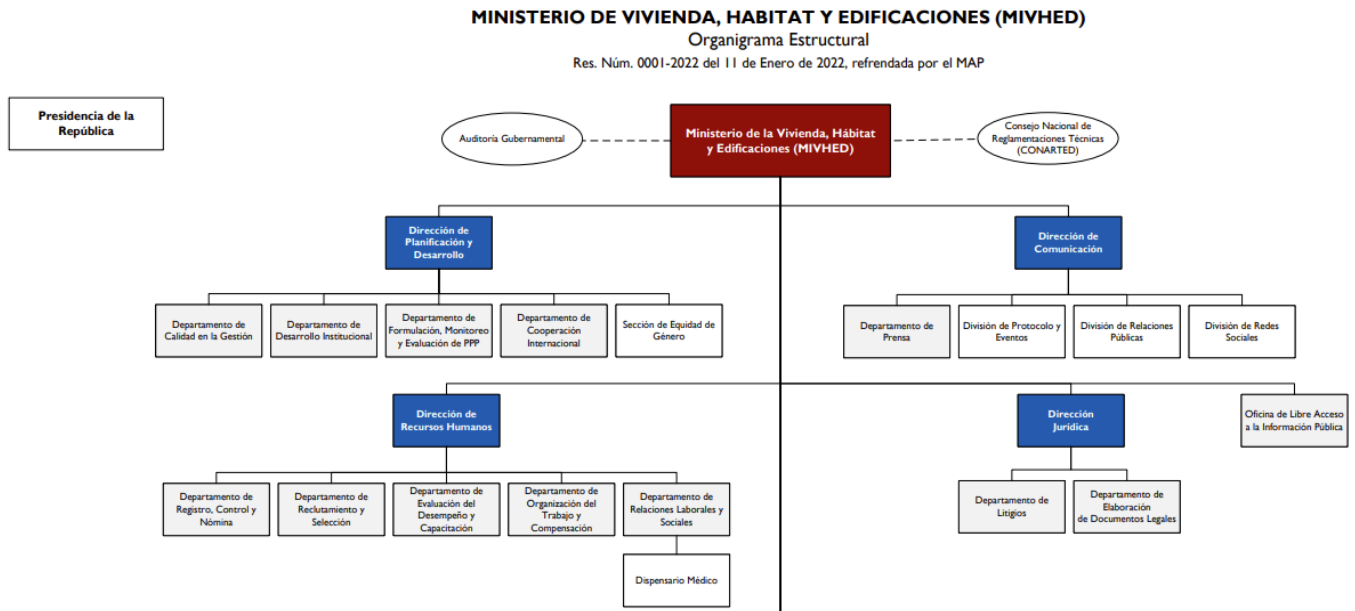 MINISTERIO DE VIVIENDA, HABITAT Y EDIFICACIONES (MIVHED)
Organigrama Estructural
Res. Núm. 0001-2022 del 11 de Enero de 2022, refrendada por el MAP
Presidencia de la
República
Auditoría Gubernamental
Ministerio de la Vivienda, Hábitat
y Edificaciones (MIVHED)
Consejo Nacional de
Reglamentaciones Técnicas
(CONARTED)
Dirección de
Planificación y
Desarrollo
Dirección de
Comunicación
Departamento de
Calidad en la Gestión
Departamento de
Desarrollo Institucional
Departamento de
Formulación, Monitoreo
y Evaluación de PPP
Departamento de
Cooperación
Internacional
Sección de Equidad de
Género
Departamento de
Prensa
División de Protocolo y
Eventos
División de Relaciones
Públicas
División de Redes
Sociales
Dirección de
Recursos Humanos
Dirección
Jurídica
Oficina de Libre Acceso
a la Información Pública
Departamento de
Registro, Control y
Nómina
Departamento de
Reclutamiento y
Selección
Departamento de
Evaluación del
Desempeño y
Capacitación
Departamento de
Organización del
Trabajo y
Compensación
Departamento de
Relaciones Laborales y
Sociales
Departamento de
Litigios
Departamento de
Elaboración
de Documentos Legales
Dispensario Médico